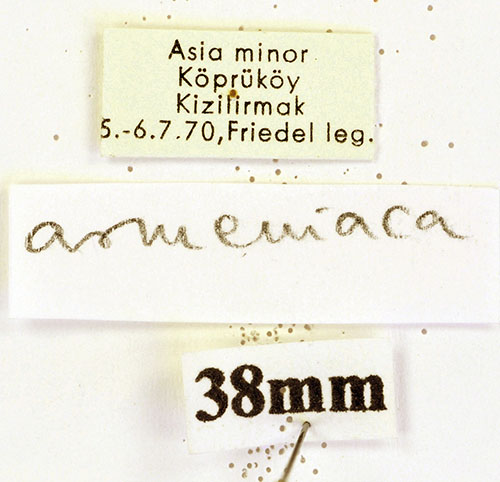 Asia minor
Köprüköy
Kizilirmak
5.-6.7.70,Friedel leg.
armeniaca
38mm